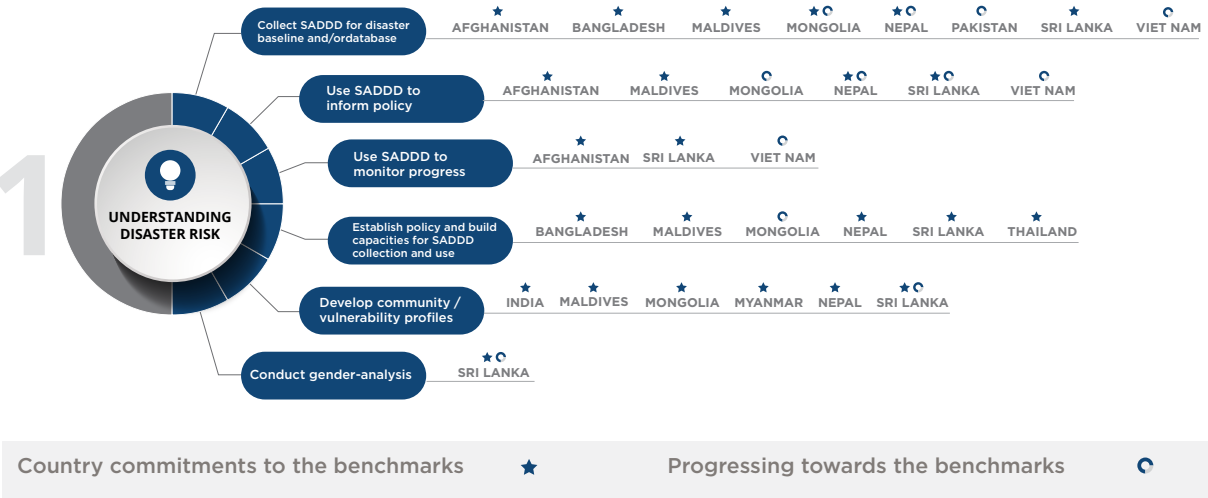 Collect SADDD for disaster
baseline and/ordatabase
AFGHANISTAN BANGLADESH MALDIVES MONGOLIA NEPAL PAKISTAN SRI LANKA VIET NAM
Use SADDD to
inform policy
AFGHANISTAN MALDIVES MONGOLIA NEPAL SRI LANKA VIET NAM
Use SADDD to
monitor progress
AFGHANISTAN SRI LANKA VIET NAM
1
UNDERSTANDING
DISASTER RISK
Establish policy and build
capacities for SADDD
collection and use
BANGLADESH MALDIVES MONGOLIA NEPAL SRI LANKA THAILAND
Develop community /
vulnerability profiles
INDIA MALDIVES MONGOLIA MYANMAR NEPAL SRI LANKA
Conduct gender-analysis
SRI LANKA
Country commitments to the benchmarks
Progressing towards the benchmarks